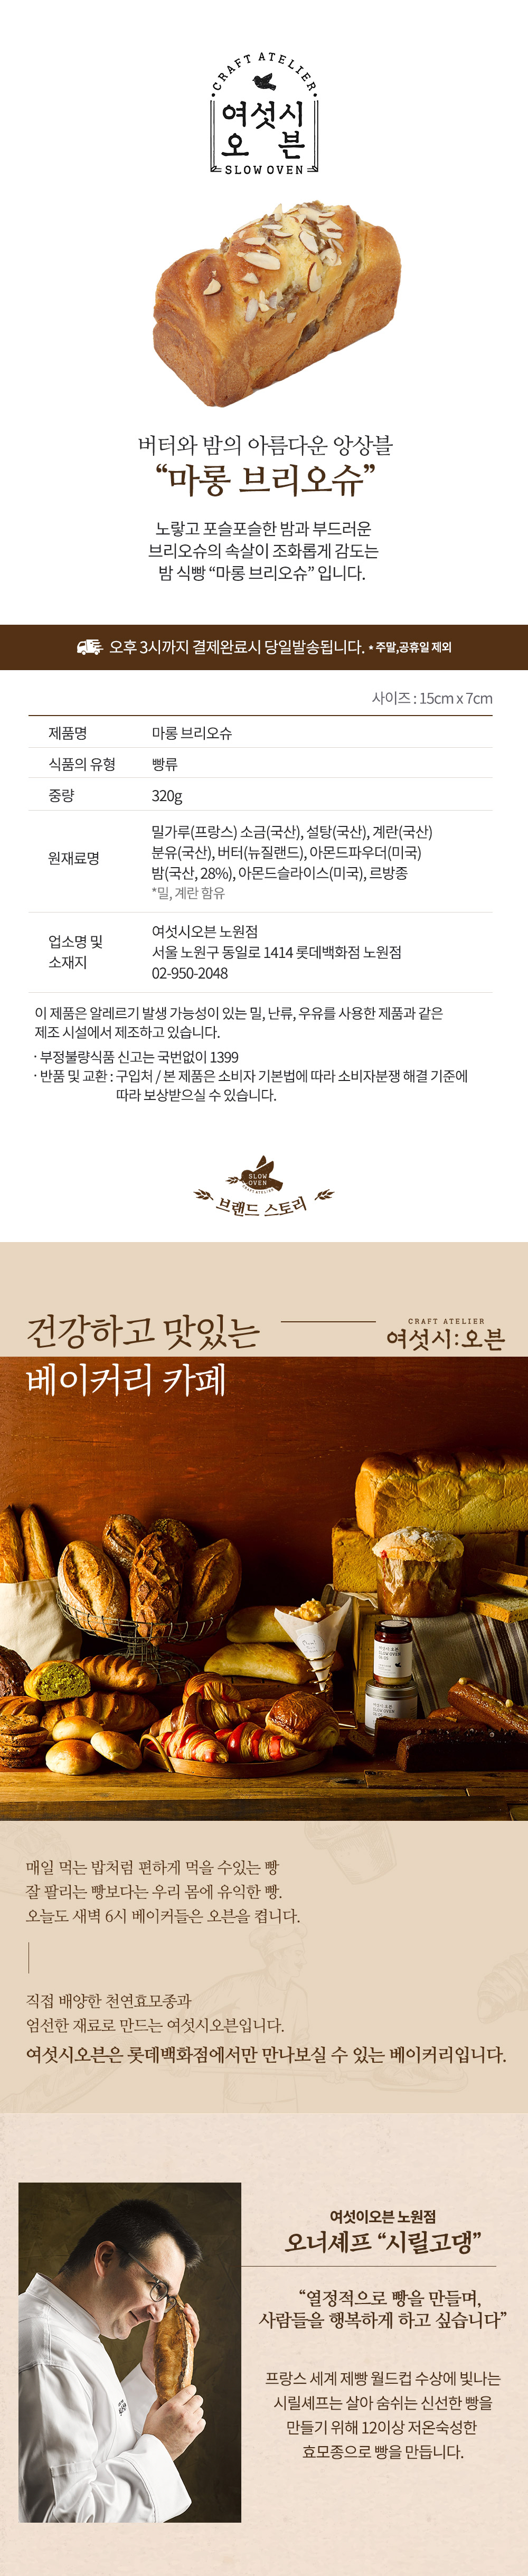 CRAFT ATELIER
여섯시
오븐
SLOW OVEN
버터와 밤의 아름다운 앙상블
“마롱 브리오슈”
노랗고 포슬포슬한 밤과 부드러운
브리오슈의 속살이 조화롭게 감도는
밤 식빵 “마롱 브리오슈” 입니다.
오후 3시까지 결제완료시 당일발송됩니다. * 주말,공휴일 제외
사이즈 : 15cm x 7cm
제품명 마롱 브리오슈
식품의 유형 빵류
중량 320g
원재료명
밀가루(프랑스) 소금(국산), 설탕(국산), 계란(국산)
분유(국산), 버터(뉴질랜드), 아몬드파우더(미국)
밤(국산, 28%), 아몬드슬라이스(미국), 르방종
*밀, 계란 함유
업소명 및
소재지
여섯시오븐 노원점
서울 노원구 동일로 1414 롯데백화점 노원점
02-950-2048
이 제품은 알레르기 발생 가능성이 있는 밀, 난류, 우유를 사용한 제품과 같은
제조 시설에서 제조하고 있습니다.
· 부정불량식품 신고는 국번없이 1399
· 반품 및 교환 : 구입처 / 본 제품은 소비자 기본법에 따라 소비자분쟁 해결 기준에
따라 보상받으실 수 있습니다.
SLOW
OVEN
CRAFT ATELIER
브랜드 스토리
건강하고 맛있는
CRAFT ATELIER
여섯시:오븐
베이커리 카페
여섯시 오븐
SLOW OVEN
매일 먹는 밥처럼 편하게 먹을 수있는 빵
잘 팔리는 빵보다는 우리 몸에 유익한 빵.
오늘도 새벽 6시 베이커들은 오븐을 켭니다.
직접 배양한 천연효모종과
엄선한 재료로 만드는 여섯시오븐입니다.
여섯시오븐은 롯데백화점에서만 만나보실 수 있는 베이커리입니다.
여섯이오븐 노원점
오너셰프 “시릴고댕”
“열정적으로 빵을 만들며,
사람들을 행복하게 하고 싶습니다”
프랑스 세계 제빵 월드컵 수상에 빛나는
시릴셰프는 살아 숨쉬는 신선한 빵을
만들기 위해 12이상 저온숙성한
효모종으로 빵을 만듭니다.